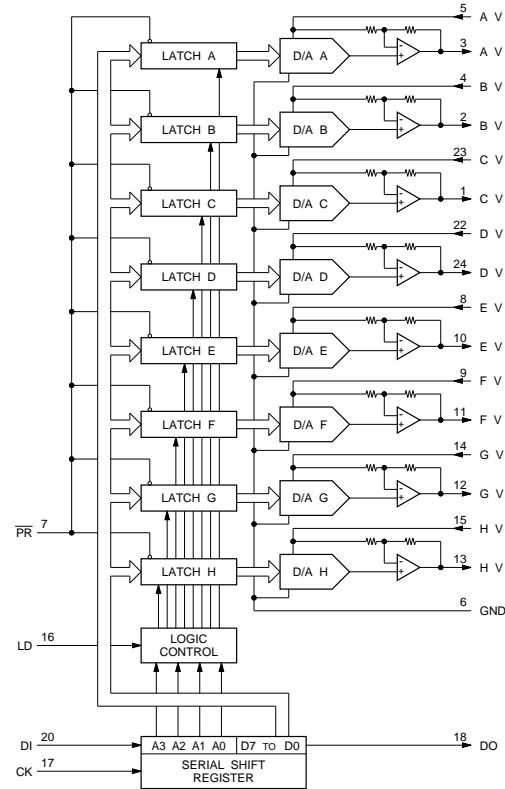 5 A V
LATCH A D/A A 3 A V
4 B V
LATCH B D/A B 2 B V
23 C V
LATCH C D/A C 1 C V
22 D V
LATCH D D/A D 24 D V
8 E V
LATCH E D/A E 10 E V
9 F V
LATCH F D/A F 11 F V
14 G V
LATCH G D/A G 12 G V
PR 7 15 H V
LATCH H D/A H 13 H V
6 GND
LD 16 LOGIC
CONTROL
DI 20 A3 A2 A1 A0 D7 TO D0 18 DO
CK 17 SERIAL SHIFT
REGISTER